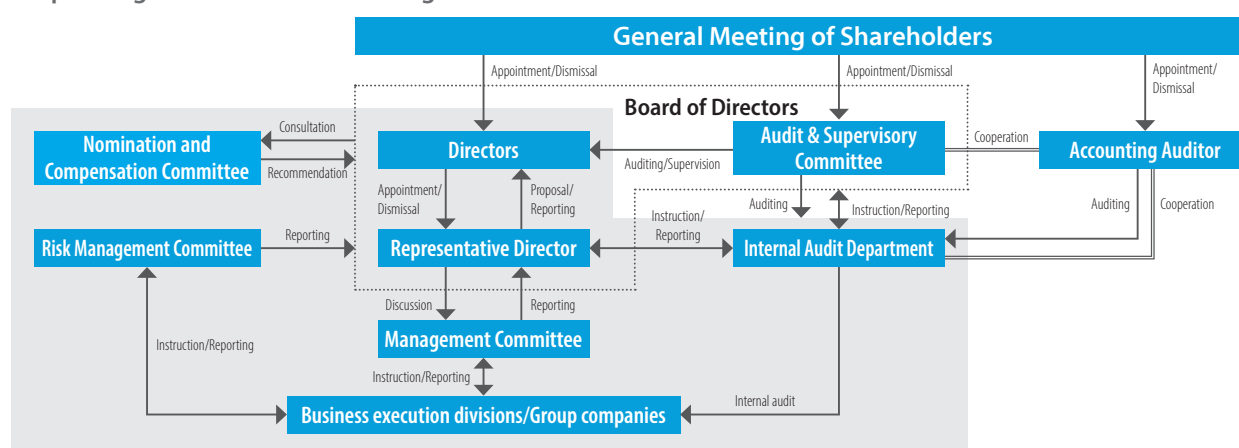 General Meeting of Shareholders
Appointment/Dismissal
Appointment/Dismissal
Appointment/
Dismissal
Board of Directors
Consultation
Nomination and
Compensation Committee
Recommendation
Directors
Auditing/Supervision
Audit & Supervisory
Committee
Cooperation
Accounting Auditor
Appointment/
Dismissal
Proposal/
Reporting
Auditing
Instruction/Reporting
Auditing
Cooperation
Risk Management Committee
Reporting
Representative Director
Instruction/
Reporting
Internal Audit Department
Discussion
Reporting
Management Committee
Instruction/Reporting
Instruction/Reporting
Internal audit
Business execution divisions/Group companies